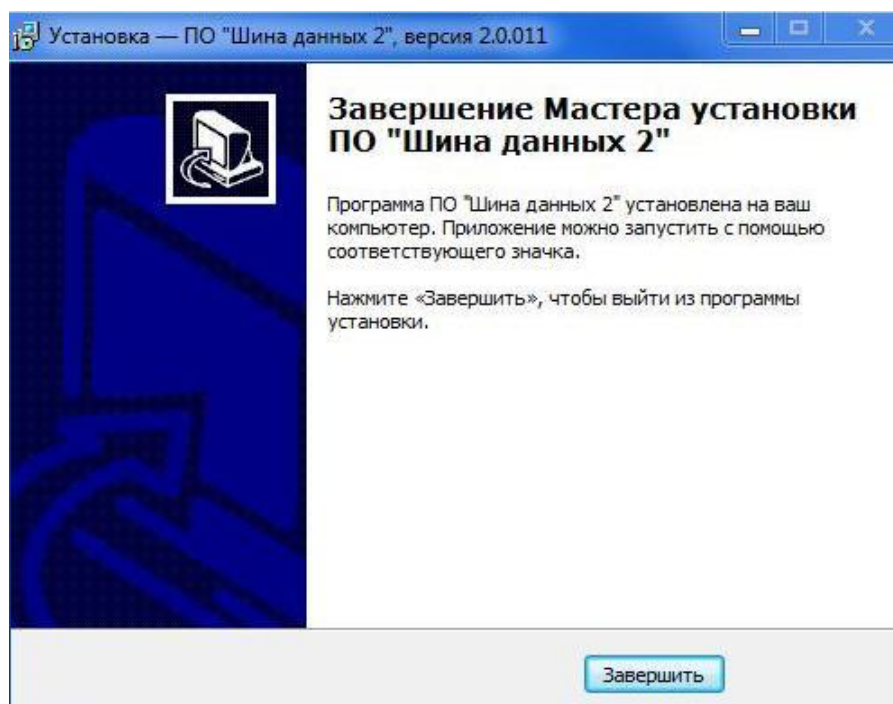 Установка — ПО "Шина данных 2", версия 2.0.011
Завершение Мастера установки
ПО "Шина данных 2"
Программа ПО "Шина данных 2" установлена на ваш
компьютер. Приложение можно запустить с помощью
соответствующего значка.
Нажмите «Завершить», чтобы выйти из программы
установки.
Завершить